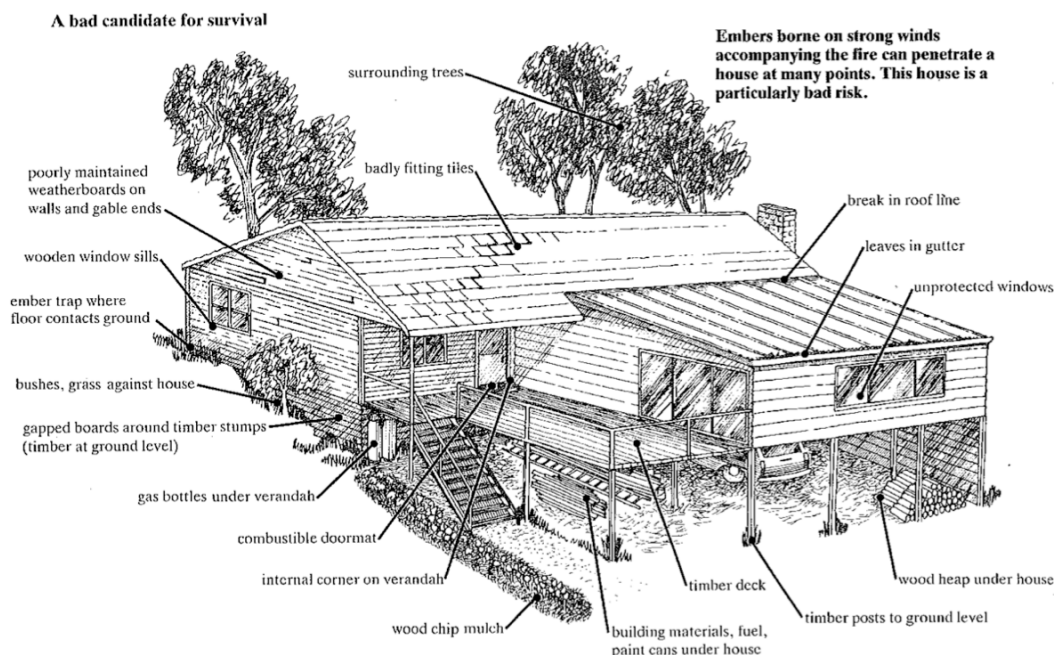 A bad candidate for survival
Embers borne on strong winds
accompanying the fire can penetrate a
house at many points. This house is a
particularly bad risk.
surrounding trees
badly fitting tiles
poorly maintained
weatherboards on
walls and gable ends
wooden window sills
ember trap where
floor contacts ground
bushes, grass against house
gapped boards around timber stumps
(timber at ground level)
gas bottles under verandah
combustible doormat
internal corner on verandah
wood chip mulch
break in roof line
leaves in gutter
unprotected windows
wood heap under house
timber deck
timber posts to ground level
building materials, fuel,
paint cans under house